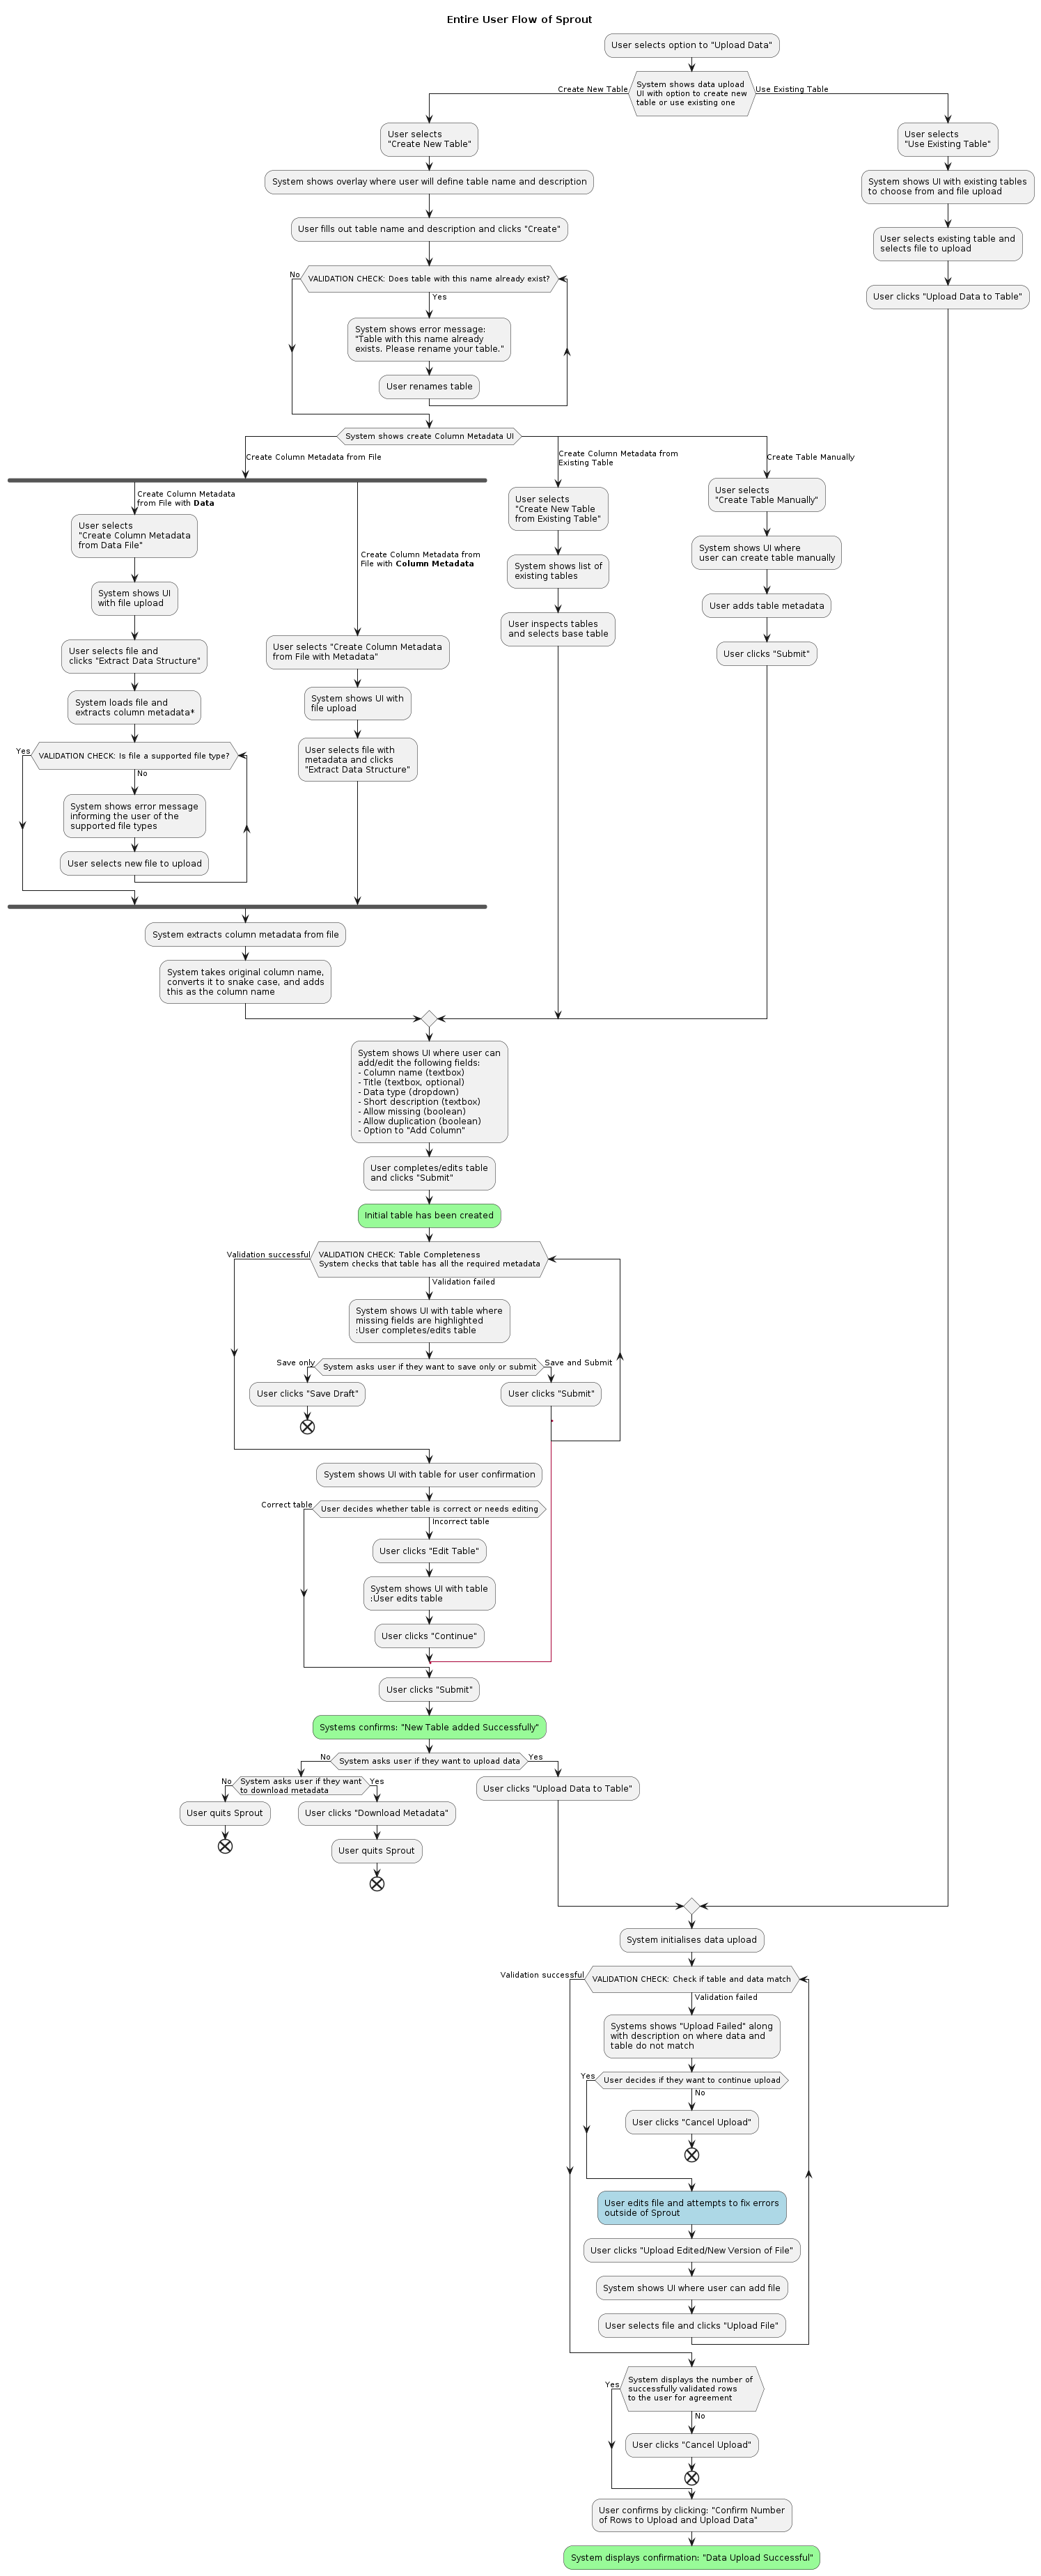 Entire User Flow of Sprout
User selects option to "Upload Data"
System shows data upload
UI with option to create new
table or use existing one
Create New Table
Use Existing Table
User selects
"Create New Table"
System shows overlay where user will define table name and description
User fills out table name and description and clicks "Create"
VALIDATION CHECK: Does table with this name already exist?
No
Yes
System shows error message:
"Table with this name already
exists. Please rename your table."
User renames table
User selects
"Use Existing Table"
System shows UI with existing tables
to choose from and file upload
User selects existing table and
selects file to upload
User clicks "Upload Data to Table"
System shows create Column Metadata UI
Create Column Metadata from File
Create Column Metadata
from File with Data
User selects
"Create Column Metadata
from Data File"
System shows UI
with file upload
User selects file and
clicks "Extract Data Structure"
System loads file and
extracts column metadata*
Yes
VALIDATION CHECK: Is file a supported file type?
No
System shows error message
informing the user of the
supported file types
User selects new file to upload
Create Column Metadata from
File with Column Metadata
User selects "Create Column Metadata
from File with Metadata"
System shows UI with
file upload
User selects file with
metadata and clicks
"Extract Data Structure"
System extracts column metadata from file
System takes original column name,
converts it to snake case, and adds
this as the column name
Create Column Metadata from
Existing Table
User selects
"Create New Table
from Existing Table"
System shows list of
existing tables
User inspects tables
and selects base table
Create Table Manually
User selects
"Create Table Manually"
System shows UI where
user can create table manually
User adds table metadata
User clicks "Submit"
System shows UI where user can
add/edit the following fields:
- Column name (textbox)
- Title (textbox, optional)
- Data type (dropdown)
- Short description (textbox)
- Allow missing (boolean)
- Allow duplication (boolean)
- Option to "Add Column"
User completes/edits table
and clicks "Submit"
Initial table has been created
Validation successful
VALIDATION CHECK: Table Completeness
System checks that table has all the required metadata
Validation failed
System shows UI with table where
missing fields are highlighted
:User completes/edits table
Save only
System asks user if they want to save only or submit
Save and Submit
User clicks "Save Draft"
User clicks "Submit"
System shows UI with table for user confirmation
Correct table
User decides whether table is correct or needs editing
Incorrect table
User clicks "Edit Table"
System shows UI with table
:User edits table
User clicks "Continue"
User clicks "Submit"
Systems confirms: "New Table added Successfully"
No
System asks user if they want to upload data
Yes
No
System asks user if they want
to download metadata
Yes
User quits Sprout
User clicks "Download Metadata"
User quits Sprout
User clicks "Upload Data to Table"
System initialises data upload
Validation successful
VALIDATION CHECK: Check if table and data match
Validation failed
Systems shows "Upload Failed" along
with description on where data and
table do not match
Yes
User decides if they want to continue upload
No
User clicks "Cancel Upload"
User edits file and attempts to fix errors
outside of Sprout
User clicks "Upload Edited/New Version of File"
System shows UI where user can add file
User selects file and clicks "Upload File"
Yes
System displays the number of
successfully validated rows
to the user for agreement
No
User clicks "Cancel Upload"
User confirms by clicking: "Confirm Number
of Rows to Upload and Upload Data"
System displays confirmation: "Data Upload Successful"